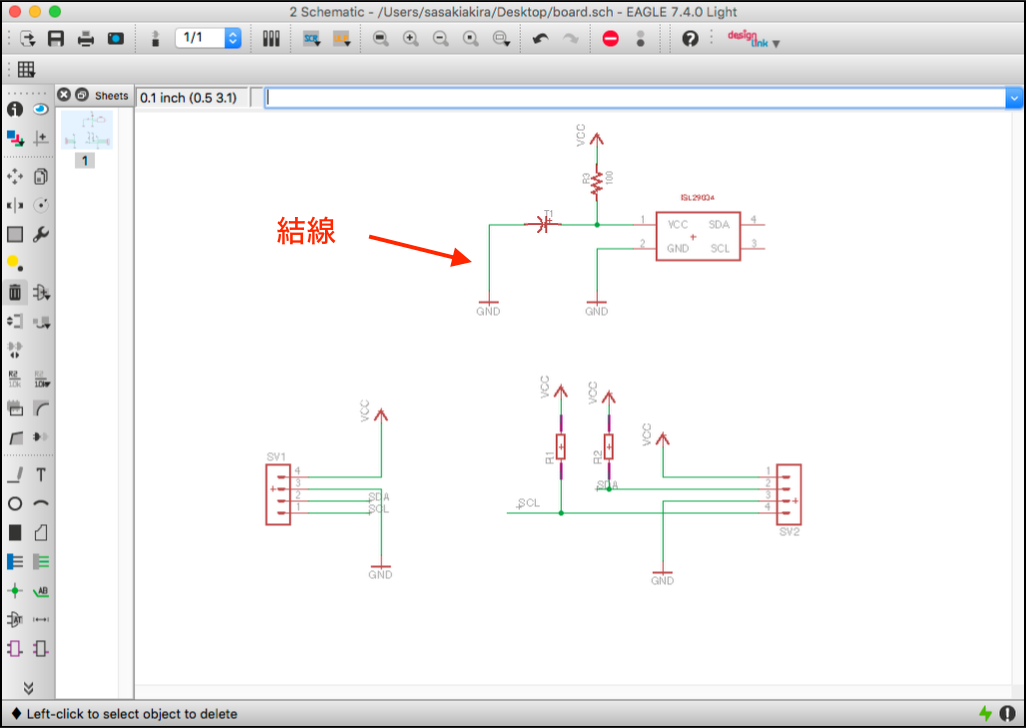 2 Schematic - /Users/sasakiakira/Desktop/board.sch - EAGLE 7.4.0 Light
1/1
design link
Sheets
0.1 inch (0.5 3.1)
1
VCC
R3
100
結線
T1
ISL29034
1
VCC
SDA
4
2
GND
SCL
3
GND
GND
VCC
VCC
VCC
VCC
R1
R2
SV1
4
3
2
1
SDA
SCL
SDA
SCL
1
2
3
4
SV2
GND
GND
Left-click to select object to delete